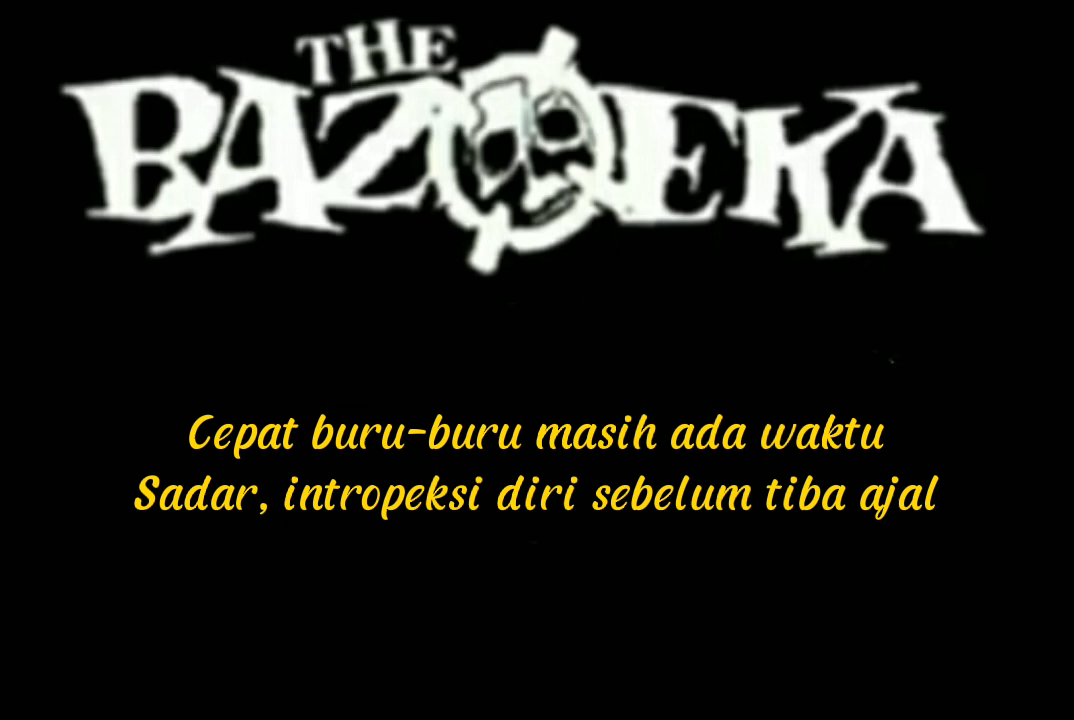 THE
BAZOEKA
Cepat buru-buru masih ada waktu
Sadar, intropeksi diri sebelum tiba ajal